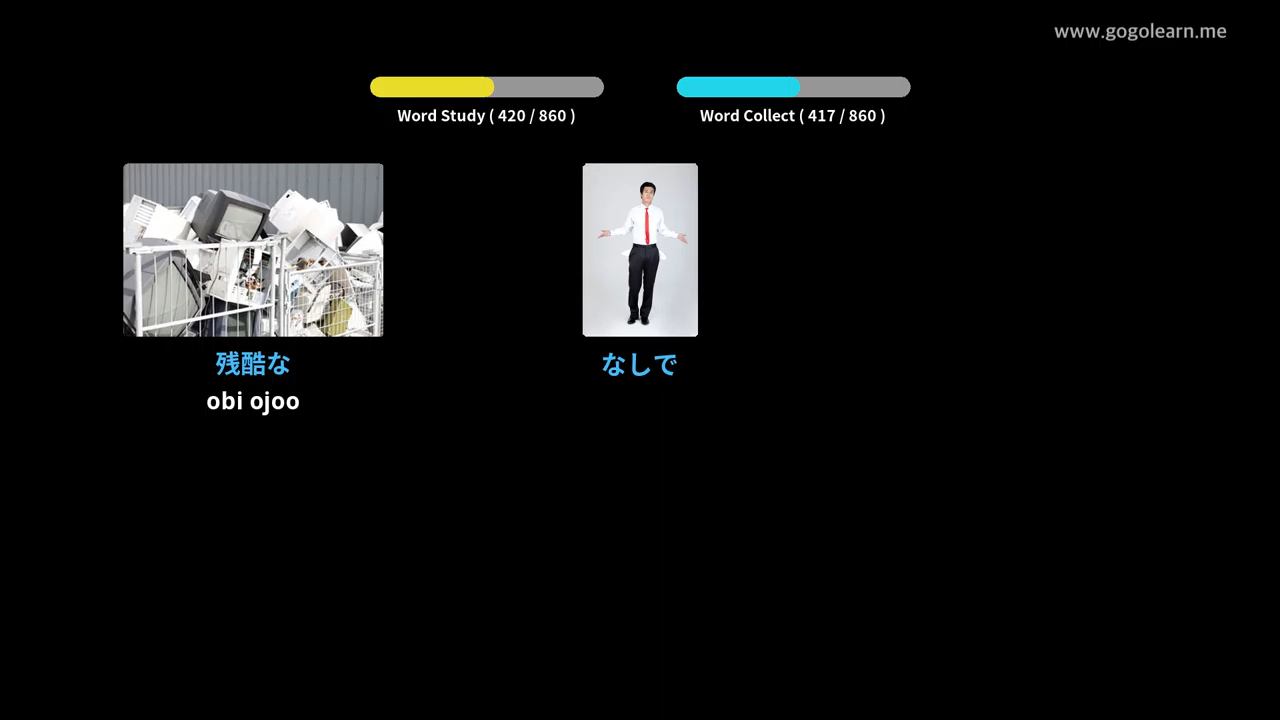 www.gogolearn.me
Word Study ( 420 / 860 )
Word Collect ( 417 / 860 )
残酷な
obi ojoo
なしで